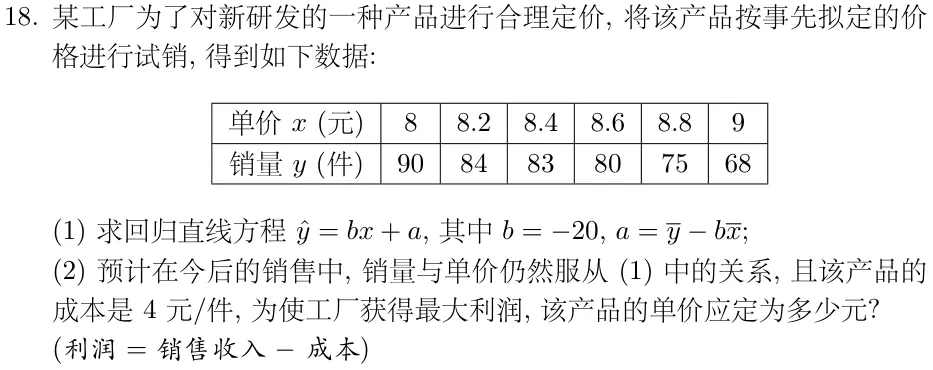 18. 某工厂为了对新研发的一种产品进行合理定价, 将该产品按事先拟定的价
格进行试销, 得到如下数据:
单价 x (元) 8 8.2 8.4 8.6 8.8 9
销量 y (件) 90 84 83 80 75 68
(1) 求回归直线方程 ŷ = bx + a, 其中 b = −20, a = y̅ − bx̅;
(2) 预计在今后的销售中, 销量与单价仍然服从 (1) 中的关系, 且该产品的
成本是 4 元/件, 为使工厂获得最大利润, 该产品的单价应定为多少元?
(利润 = 销售收入 − 成本)